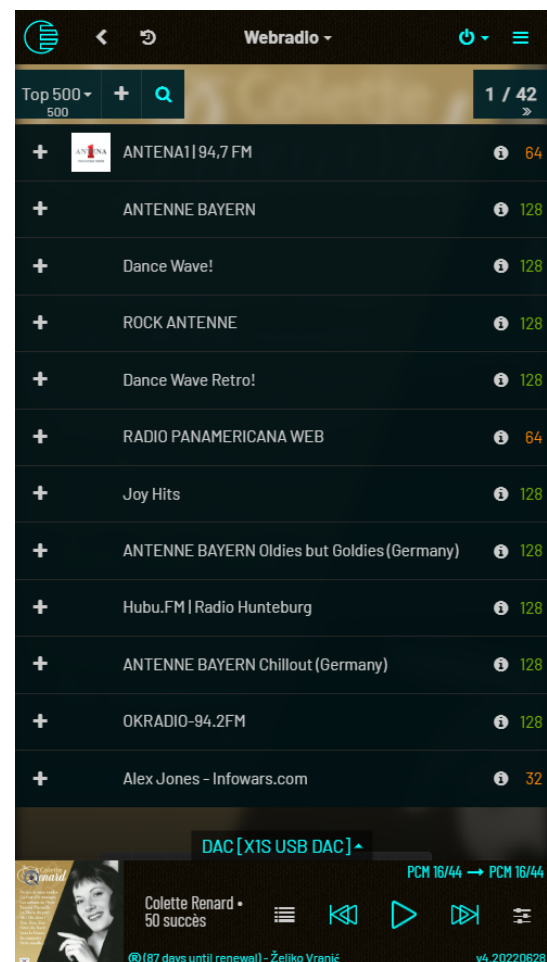 Webradio
Top 500
500
1 / 42
ANTENA 1
ANTENA1 | 94,7 FM
64
ANTENNE BAYERN
128
Dance Wave!
128
ROCK ANTENNE
128
Dance Wave Retro!
128
RADIO PANAMERICANA WEB
64
Joy Hits
128
ANTENNE BAYERN Oldies but Goldies (Germany)
128
Hubu.FM | Radio Hunteburg
128
ANTENNE BAYERN Chillout (Germany)
128
OKRADIO-94.2FM
128
Alex Jones - Infowars.com
32
DAC [X1S USB DAC]
PCM 16/44 → PCM 16/44
Colette
Renard
Colette Renard •
50 succès
® (87 days until renewal) - Željko Vranić
v4.20220628